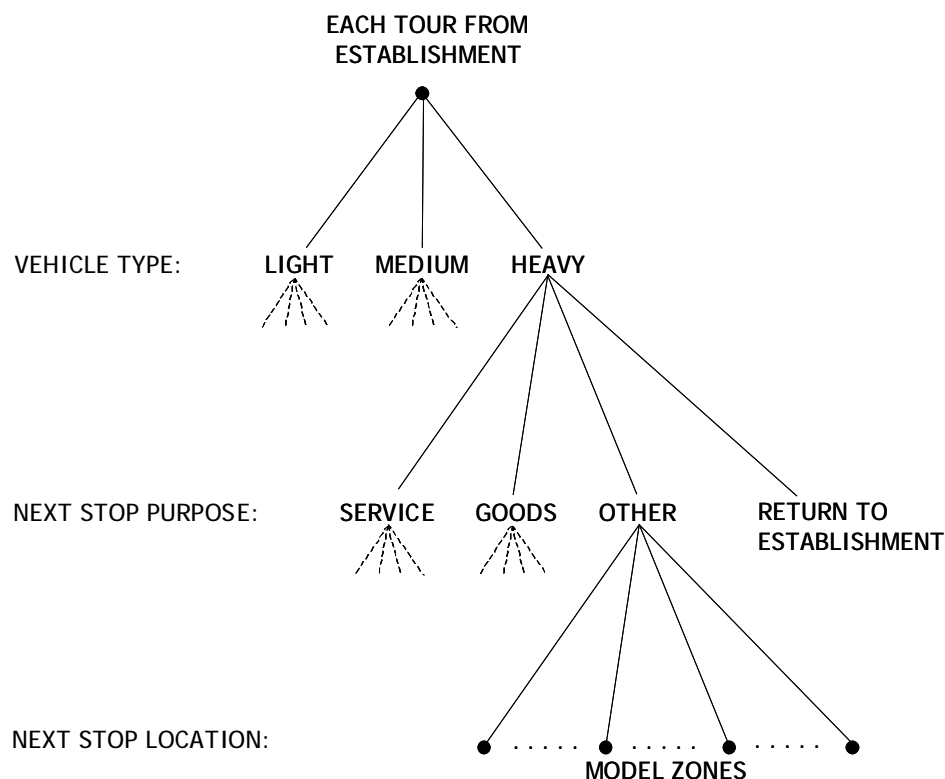 EACH TOUR FROM
ESTABLISHMENT
VEHICLE TYPE: LIGHT MEDIUM HEAVY
NEXT STOP PURPOSE: SERVICE GOODS OTHER RETURN TO
ESTABLISHMENT
NEXT STOP LOCATION:
MODEL ZONES